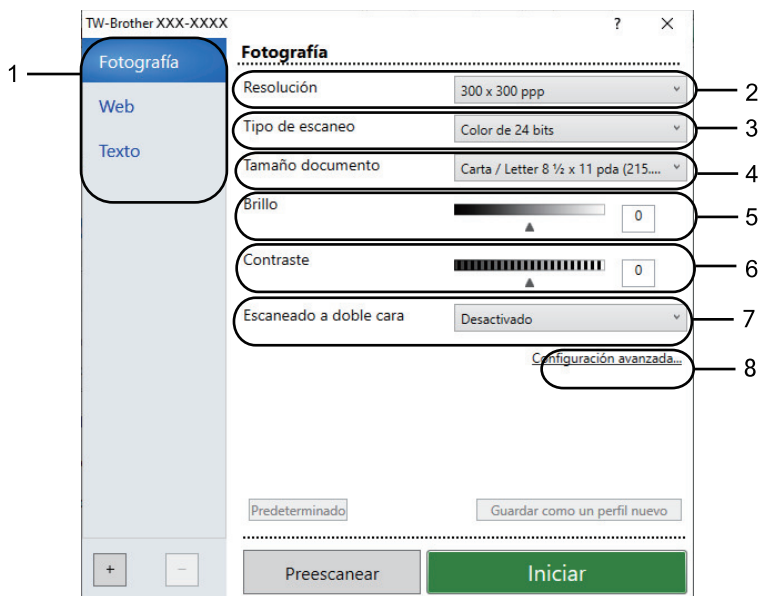 TW-Brother XXX-XXXX ? ×
1
Fotografía
Web
Texto
Fotografía
Resolución 300 x 300 ppp 2
Tipo de escaneo Color de 24 bits 3
Tamaño documento Carta / Letter 8 ½ x 11 pda (215.... 4
Brillo 0 5
Contraste 0 6
Escaneado a doble cara Desactivado 7
Configuración avanzada... 8
Predeterminado Guardar como un perfil nuevo
+ − Preescanear Iniciar